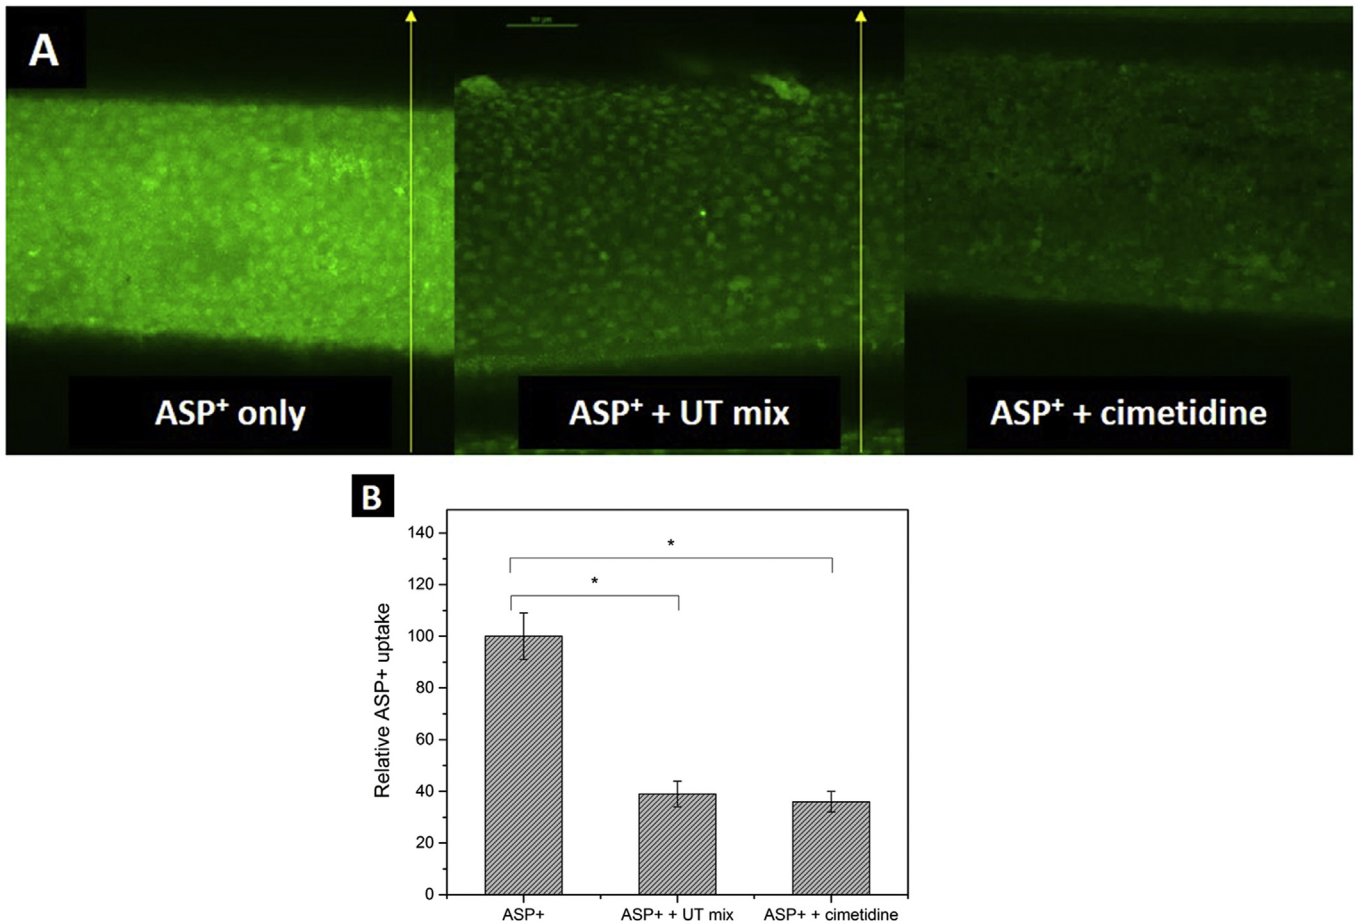 A
ASP⁺ only
ASP⁺ + UT mix
ASP⁺ + cimetidine
B
140
120
100
80
60
40
20
0
Relative ASP+ uptake
*
*
ASP+
ASP+ + UT mix
ASP+ + cimetidine